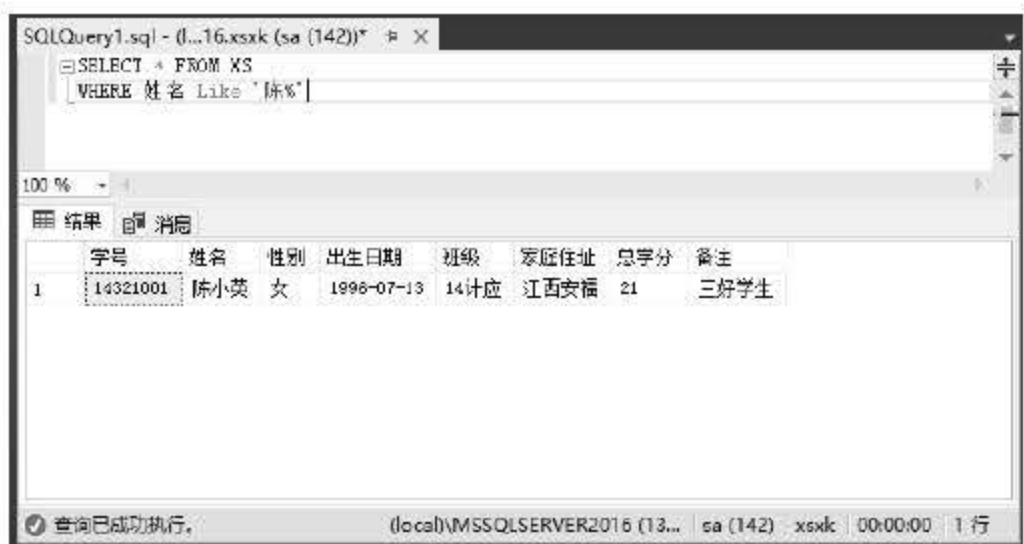 SQLQuery1.sql - (l...16.xsxk (sa (142))*
SELECT * FROM XS
WHERE 姓名 Like '陈%'
100 %
结果 消息
学号 姓名 性别 出生日期 班级 家庭住址 总学分 备注
1 14321001 陈小英 女 1996-07-13 14计应 江西安福 21 三好学生
查询已成功执行。 (local)\MSSQLSERVER2016 (13... sa (142) xsxk 00:00:00 1 行